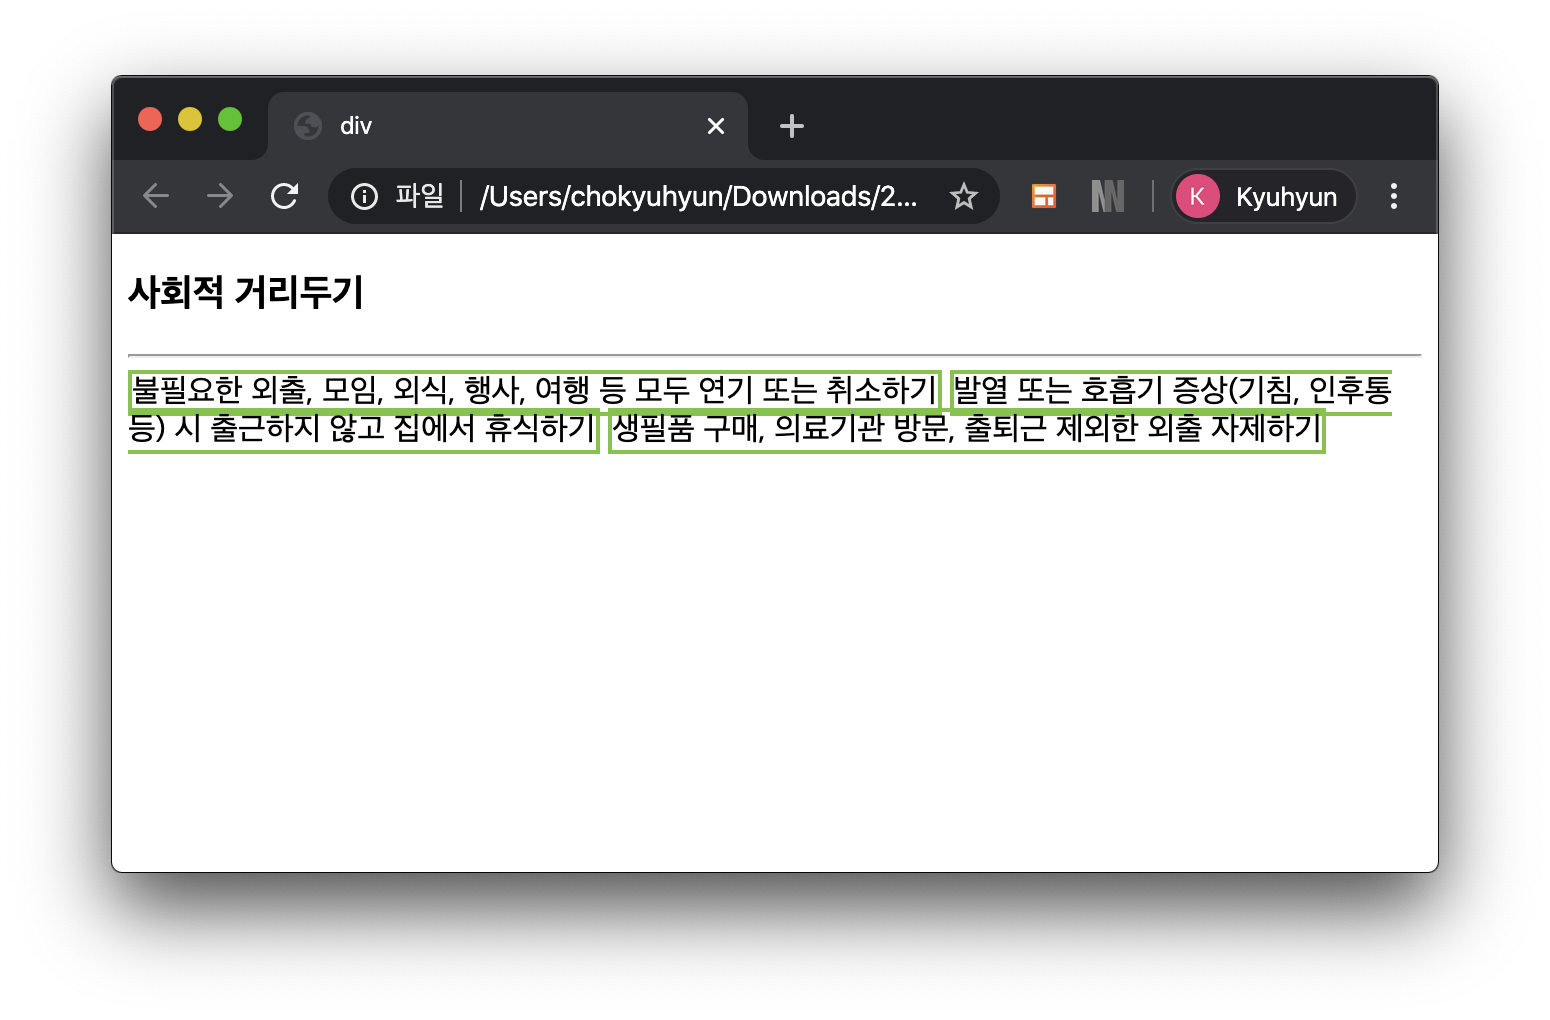 div
파일
/Users/chokyuhyun/Downloads/2...
K
Kyuhyun
사회적 거리두기
불필요한 외출, 모임, 외식, 행사, 여행 등 모두 연기 또는 취소하기 발열 또는 호흡기 증상(기침, 인후통
등) 시 출근하지 않고 집에서 휴식하기 생필품 구매, 의료기관 방문, 출퇴근 제외한 외출 자제하기